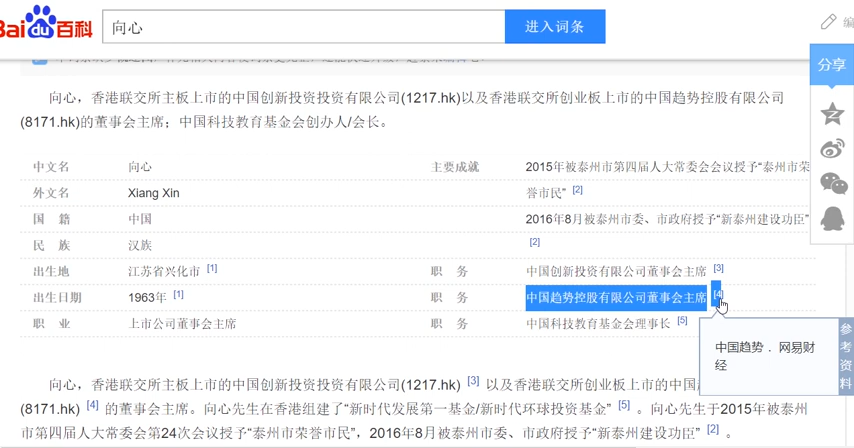 Bai du 百科
向心
进入词条
编
分享
向心，香港联交所主板上市的中国创新投资投资有限公司(1217.hk)以及香港联交所创业板上市的中国趋势控股有限公司
(8171.hk)的董事会主席；中国科技教育基金会创办人/会长。
中文名 向心 主要成就 2015年被泰州市第四届人大常委会会议授予“泰州市荣
外文名 Xiang Xin 誉市民” [2]
国 籍 中国 2016年8月被泰州市委、市政府授予“新泰州建设功臣”
民 族 汉族 [2]
出生地 江苏省兴化市 [1] 职 务 中国创新投资有限公司董事会主席 [3]
出生日期 1963年 [1] 职 务 中国趋势控股有限公司董事会主席 [4]
职 业 上市公司董事会主席 职 务 中国科技教育基金会理事长 [5]
中国趋势．网易财
经
参考资料
向心，香港联交所主板上市的中国创新投资有限公司(1217.hk) [3] 以及香港联交所创业板上市的中国
(8171.hk) [4] 的董事会主席。向心先生在香港组建了“新时代发展第一基金/新时代环球投资基金” [5] 。向心先生于2015年被泰州
市第四届人大常委会第24次会议授予“泰州市荣誉市民”，2016年8月被泰州市委、市政府授予“新泰州建设功臣” [2] 。